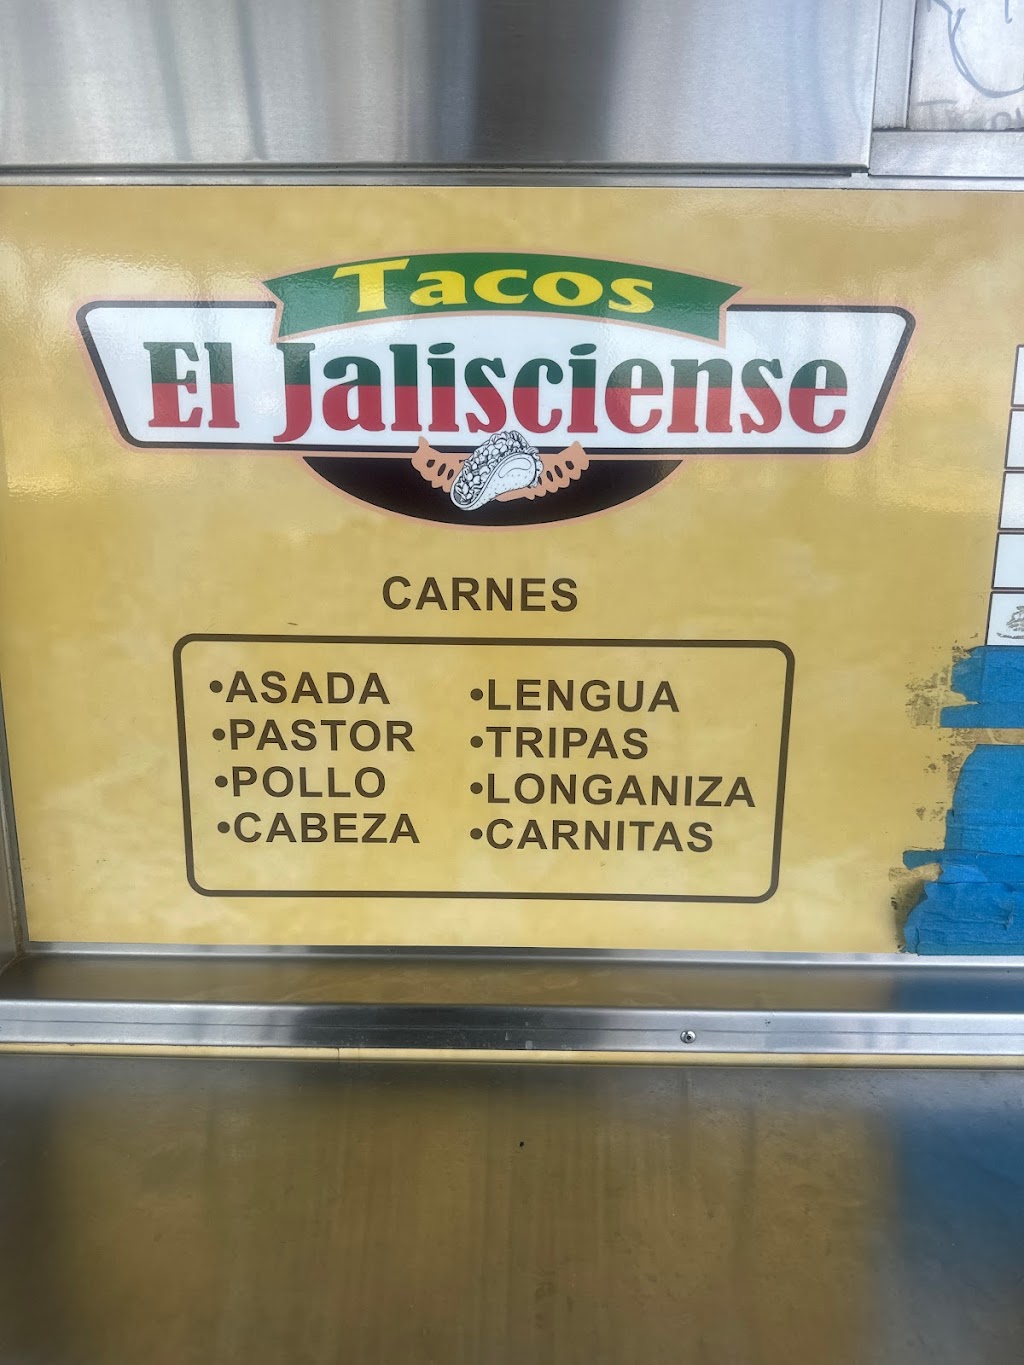 Tacos
El Jalisciense
CARNES
•ASADA
•PASTOR
•POLLO
•CABEZA
•LENGUA
•TRIPAS
•LONGANIZA
•CARNITAS